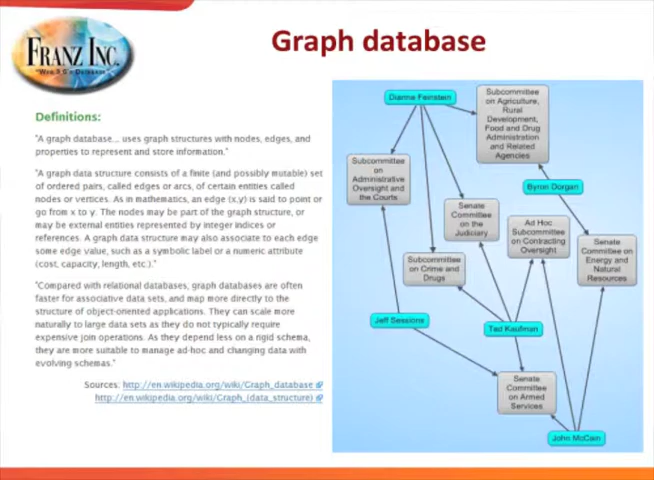 Graph database
FRANZ INC.
Definitions:
"A graph database... uses graph structures with nodes, edges, and
properties to represent and store information."
"A graph data structure consists of a finite (and possibly mutable) set
of ordered pairs, called edges or arcs, of certain entities called
nodes or vertices. As in mathematics, an edge (x,y) is said to point or
go from x to y. The nodes may be part of the graph structure, or
may be external entities represented by integer indices or
references. A graph data structure may also associate to each edge
some edge value, such as a symbolic label or a numeric attribute
(cost, capacity, length, etc.)."
"Compared with relational databases, graph databases are often
faster for associative data sets, and map more directly to the
structure of object-oriented applications. They can scale more
naturally to large data sets as they do not typically require
expensive join operations. As they depend less on a rigid schema,
they are more suitable to manage ad-hoc and changing data with
evolving schemas."
Sources: http://en.wikipedia.org/wiki/Graph_database
http://en.wikipedia.org/wiki/Graph_(data_structure)
Dianne Feinstein
Subcommittee
on Agriculture,
Rural
Development,
Food and Drug
Administration
and Related
Agencies
Subcommittee
on
Administrative
Oversight and
the Courts
Byron Dorgan
Senate
Committee
on the
Judiciary
Ad Hoc
Subcommittee
on Contracting
Oversight
Senate
Committee on
Energy and
Natural
Resources
Subcommittee
on Crime and
Drugs
Jeff Sessions
Ted Kaufman
Senate
Committee
on Armed
Services
John McCain